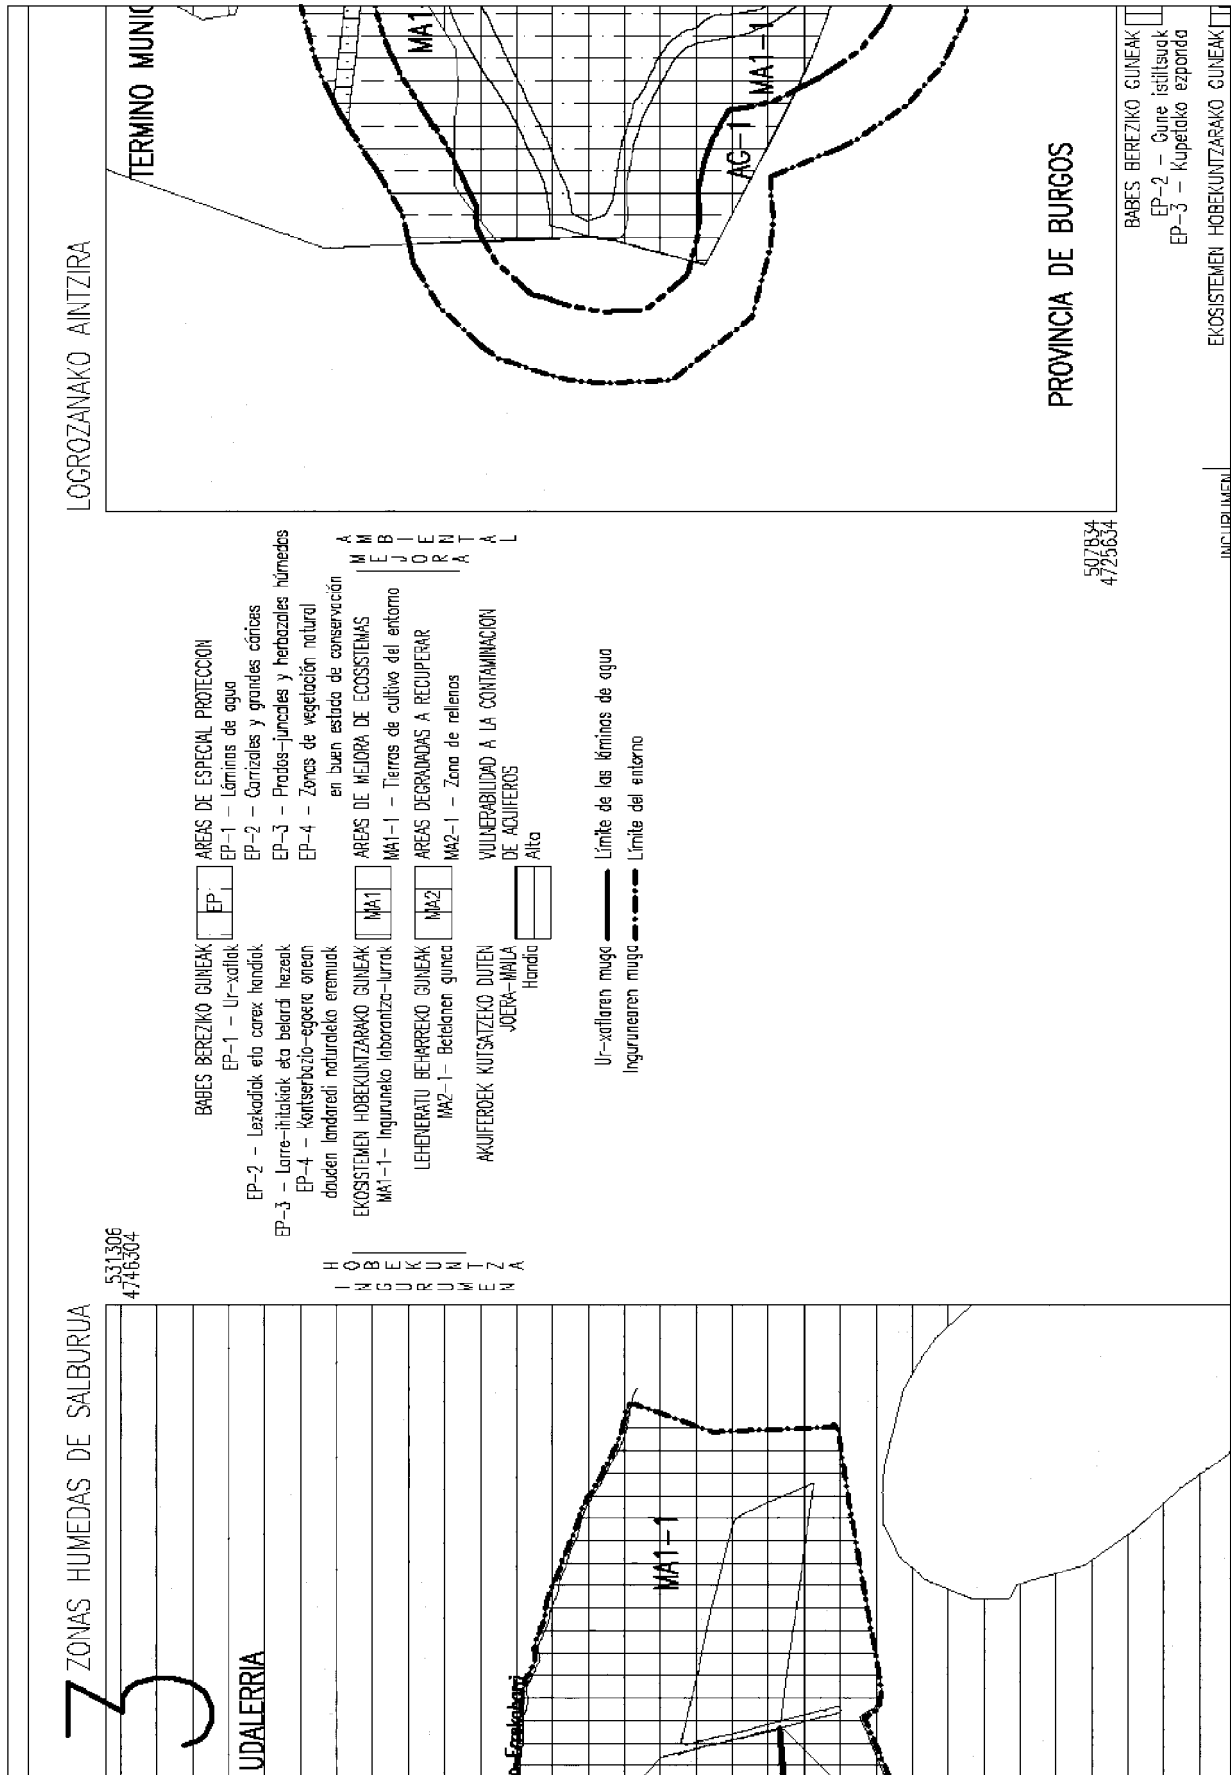 3
ZONAS HUMEDAS DE SALBURUA
531306
4746304
UDALERRIA
Errekabarri
MA1-1
INGURUMEN
HOBEKUNTZA
BABES BEREZIKO GUNEAK
EP-1 - Ur-xaflak
EP-2 - Lezkadiak eta carex handiak
EP-3 - Larre-ihitakiak eta belardi hezeak
EP-4 - Kontserbazio-egoera onean
dauden landaredi naturaleko eremuak
EKOSISTEMEN HOBEKUNTZARAKO GUNEAK
MA1-1- Inguruneko laborantza-lurrak
LEHENERATU BEHARREKO GUNEAK
MA2-1- Betelanen gunea
AKUIFEROEK KUTSATZEKO DUTEN
JOERA-MAILA
Handia
EP
MA1
MA2
AREAS DE ESPECIAL PROTECCION
EP-1 - Láminas de agua
EP-2 - Carrizales y grandes cárices
EP-3 - Prados-juncales y herbazales húmedos
EP-4 - Zonas de vegetación natural
en buen estado de conservación
AREAS DE MEJORA DE ECOSISTEMAS
MA1-1 - Tierras de cultivo del entorno
AREAS DEGRADADAS A RECUPERAR
MA2-1 - Zona de rellenos
VULNERABILIDAD A LA CONTAMINACION
DE ACUIFEROS
Alta
MEJORA
AMBIENTAL
Ur-xaflaren muga
Límite de las láminas de agua
Ingurunearen muga
Límite del entorno
LOGROZANAKO AINTZIRA
TERMINO MUNIC
MA1
AG-1
MA1-1
PROVINCIA DE BURGOS
507834
4725634
BABES BEREZIKO GUNEAK
EP-2 - Gune istiltsuak
EP-3 - Kupetako ezponda
EKOSISTEMEN HOBEKUNTZARAKO GUNEAK
INGURUMEN